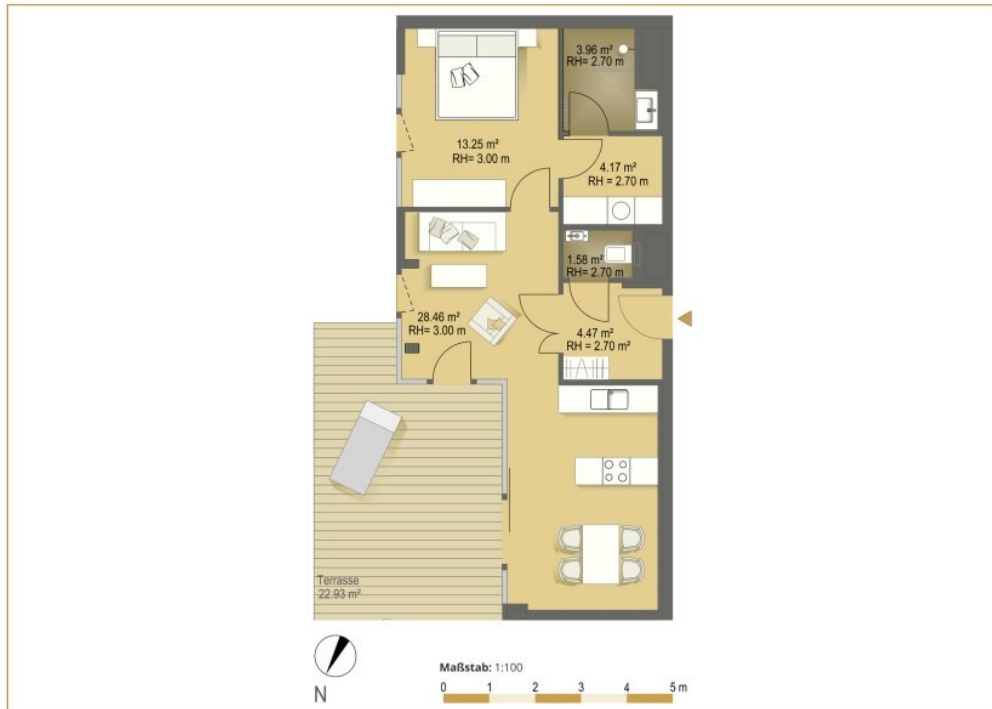 3.96 m²
RH= 2.70 m
13.25 m²
RH= 3.00 m
4.17 m²
RH = 2.70 m
1.58 m²
RH= 2.70 m
28.46 m²
RH= 3.00 m
4.47 m²
RH = 2.70 m²
Terrasse
22.93 m²
N
Maßstab: 1:100
0 1 2 3 4 5 m